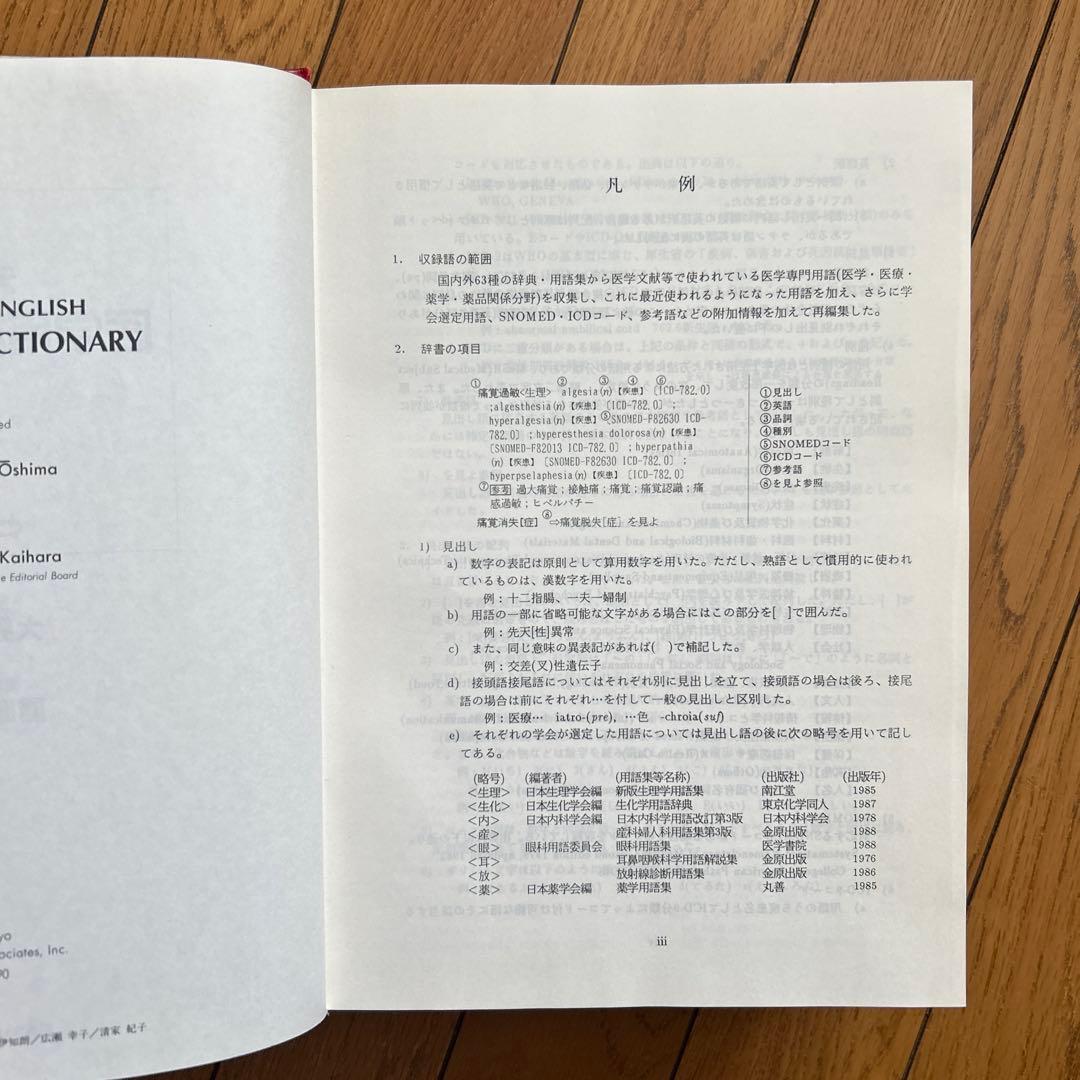 ENGLISH
CTIONARY
Ōshima
Kaihara
e Editorial Board
ociates, Inc.
伊知朗／広瀬 幸子／清家 紀子
凡 例
1. 収録語の範囲
国内外63種の辞典・用語集から医学文献等で使われている医学専門用語(医学・医療・
薬学・薬品関係分野)を収集し、これに最近使われるようになった用語を加え、さらに学
会選定用語、SNOMED・ICDコード、参考語などの附加情報を加えて再編集した。
2. 辞書の項目
① ② ③ ④ ⑥
痛覚過敏<生理> algesia(n)【疾患】〔ICD-782.0〕
;algesthesia(n)【疾患】〔ICD-782.0〕;
hyperalgesia(n)【疾患】⑤〔SNOMED-F82630 ICD-
782.0〕;hyperesthesia dolorosa(n)【疾患】
〔SNOMED-F82013 ICD-782.0〕;hyperpathia
(n)【疾患】〔SNOMED-F82630 ICD-782.0〕;
hyperpselaphesia(n)【疾患】〔ICD-782.0〕
⑦参考 過大痛覚；接触痛；痛覚；痛覚認識；痛
感過敏；ヒペルパチー
痛覚消失[症] ⑧⇒痛覚脱失[症] を見よ
①見出し
②英語
③品詞
④種別
⑤SNOMEDコード
⑥ICDコード
⑦参考語
⑧を見よ参照
1) 見出し
a) 数字の表記は原則として算用数字を用いた。ただし、熟語として慣用的に使われ
ているものは、漢数字を用いた。
例：十二指腸、一夫一婦制
b) 用語の一部に省略可能な文字がある場合にはこの部分を[ ]で囲んだ。
例：先天[性]異常
c) また、同じ意味の異表記があれば( )で補記した。
例：交差(叉)性遺伝子
d) 接頭語接尾語についてはそれぞれ別に見出しを立て、接頭語の場合は後ろ、接尾
語の場合は前にそれぞれ…を付して一般の見出しと区別した。
例：医療… iatro-(pre), …色 -chroia(suf)
e) それぞれの学会が選定した用語については見出し語の後に次の略号を用いて記し
てある。
(略号) (編著者) (用語集等名称) (出版社) (出版年)
<生理> 日本生理学会編 新版生理学用語集 南江堂 1985
<生化> 日本生化学会編 生化学用語辞典 東京化学同人 1987
<内> 日本内科学会編 日本内科学用語改訂第3版 日本内科学会 1978
<産> 産科婦人科用語集第3版 金原出版 1988
<眼> 眼科用語委員会 眼科用語集 医学書院 1988
<耳> 耳鼻咽喉科学用語解説集 金原出版 1976
<放> 放射線診断用語集 金原出版 1986
<薬> 日本薬学会編 薬学用語集 丸善 1985
iii